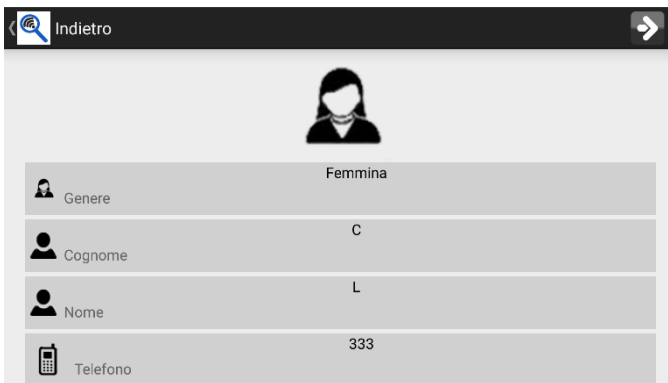 Indietro
Femmina
Genere
C
Cognome
L
Nome
333
Telefono